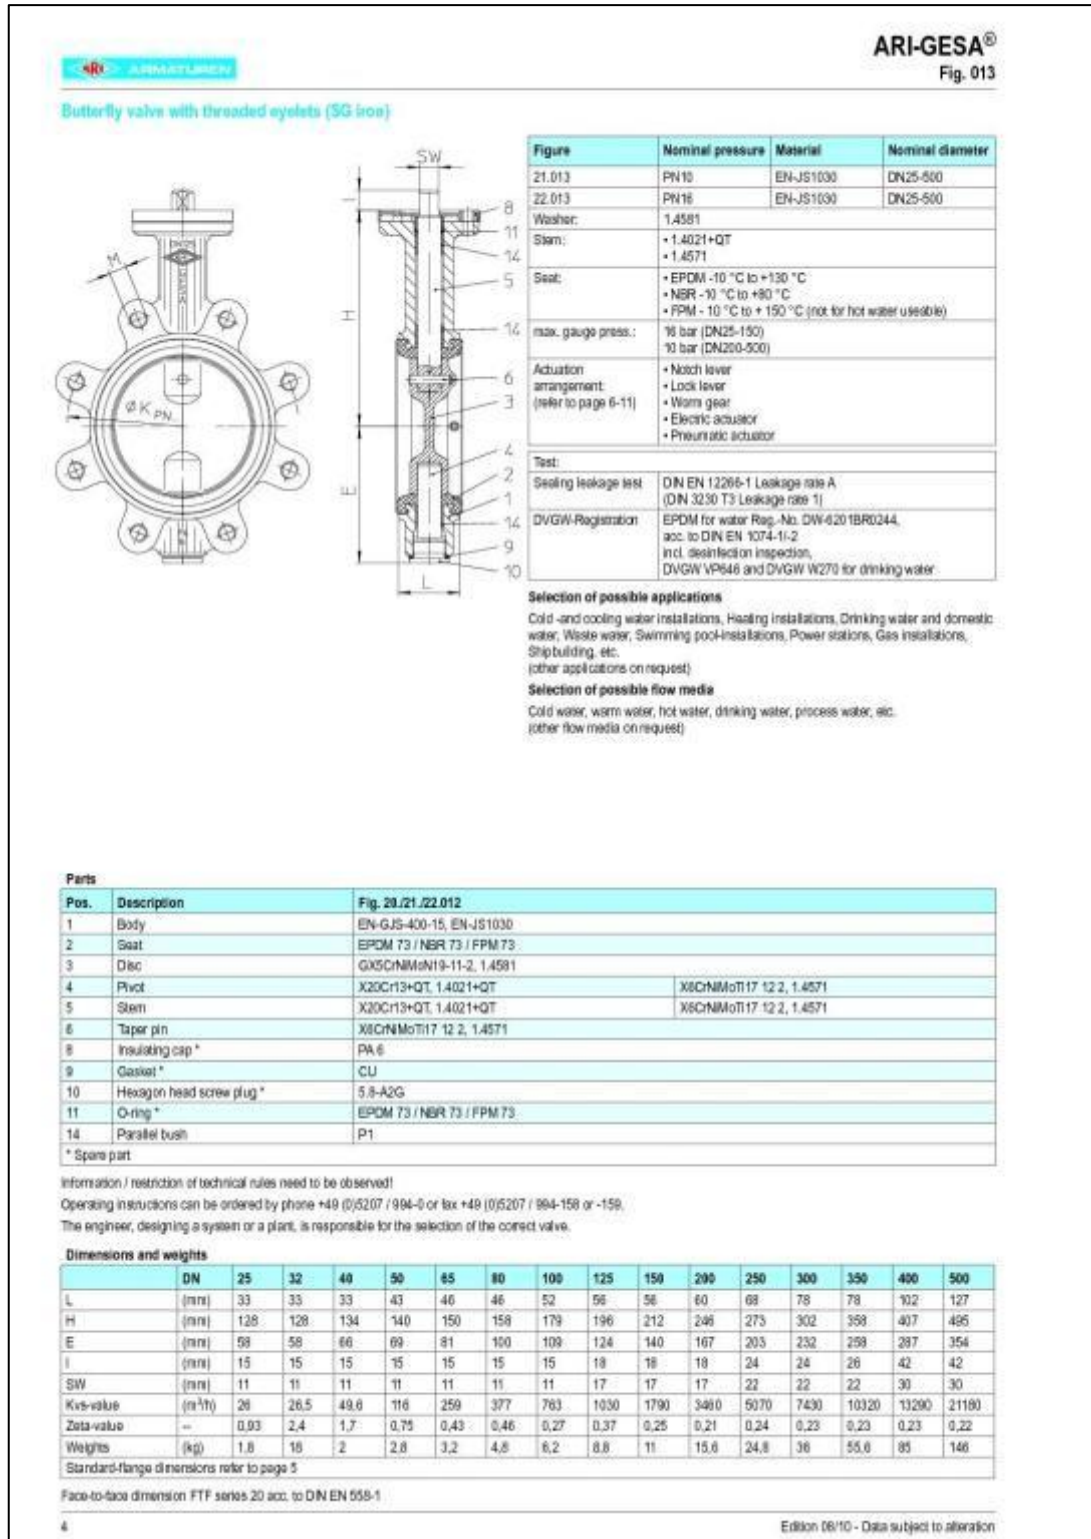 ARI-GESA®
Fig. 013
ARI ARMATUREN
Butterfly valve with threaded eyelets (SG iron)
SW
I
8
11
14
5
M
H
14
6
3
ØK PN
4
2
E
1
14
9
10
L
Figure Nominal pressure Material Nominal diameter
21.013 PN10 EN-JS1030 DN25-500
22.013 PN16 EN-JS1030 DN25-500
Washer: 1.4581
Stem: • 1.4021+QT
• 1.4571
Seat: • EPDM -10 °C to +130 °C
• NBR -10 °C to +80 °C
• FPM - 10 °C to + 150 °C (not for hot water useable)
max. gauge press.: 16 bar (DN25-150)
10 bar (DN200-500)
Actuation • Notch lever
arrangement: • Lock lever
(refer to page 6-11) • Worm gear
• Electric actuator
• Pneumatic actuator
Test:
Sealing leakage test DIN EN 12266-1 Leakage rate A
(DIN 3230 T3 Leakage rate 1)
DVGW-Registration EPDM for water Reg.-No. DW-6201BR0244,
acc. to DIN EN 1074-1/-2
incl. desinfection inspection,
DVGW VP646 and DVGW W270 for drinking water
Selection of possible applications
Cold -and cooling water installations, Heating installations, Drinking water and domestic
water, Waste water, Swimming pool-installations, Power stations, Gas installations,
Shipbuilding, etc.
(other applications on request)
Selection of possible flow media
Cold water, warm water, hot water, drinking water, process water, etc.
(other flow media on request)
Parts
Pos. Description Fig. 20./21./22.012
1 Body EN-GJS-400-15, EN-JS1030
2 Seat EPDM 73 / NBR 73 / FPM 73
3 Disc GX5CrNiMoN19-11-2, 1.4581
4 Pivot X20Cr13+QT, 1.4021+QT X6CrNiMoTi17 12 2, 1.4571
5 Stem X20Cr13+QT, 1.4021+QT X6CrNiMoTi17 12 2, 1.4571
6 Taper pin X6CrNiMoTi17 12 2, 1.4571
8 Insulating cap * PA 6
9 Gasket * CU
10 Hexagon head screw plug * 5.8-A2G
11 O-ring * EPDM 73 / NBR 73 / FPM 73
14 Parallel bush P1
* Spare part
Information / restriction of technical rules need to be observed!
Operating instructions can be ordered by phone +49 (0)5207 / 994-0 or fax +49 (0)5207 / 994-158 or -159.
The engineer, designing a system or a plant, is responsible for the selection of the correct valve.
Dimensions and weights
DN 25 32 40 50 65 80 100 125 150 200 250 300 350 400 500
L (mm) 33 33 33 43 46 46 52 56 56 60 68 78 78 102 127
H (mm) 128 128 134 140 150 158 179 196 212 246 273 302 358 407 495
E (mm) 58 58 66 69 81 100 109 124 140 167 203 232 258 287 354
I (mm) 15 15 15 15 15 15 15 18 18 18 24 24 26 42 42
SW (mm) 11 11 11 11 11 11 11 17 17 17 22 22 22 30 30
Kvs-value (m³/h) 26 26,5 49,6 116 259 377 763 1030 1790 3460 5070 7430 10320 13290 21180
Zeta-value -- 0,93 2,4 1,7 0,75 0,43 0,46 0,27 0,37 0,25 0,21 0,24 0,23 0,23 0,23 0,22
Weights (kg) 1,8 18 2 2,8 3,2 4,8 6,2 8,8 11 15,6 24,8 36 55,6 85 146
Standard-flange dimensions refer to page 5
Face-to-face dimension FTF series 20 acc. to DIN EN 558-1
4 Edition 08/10 - Data subject to alteration